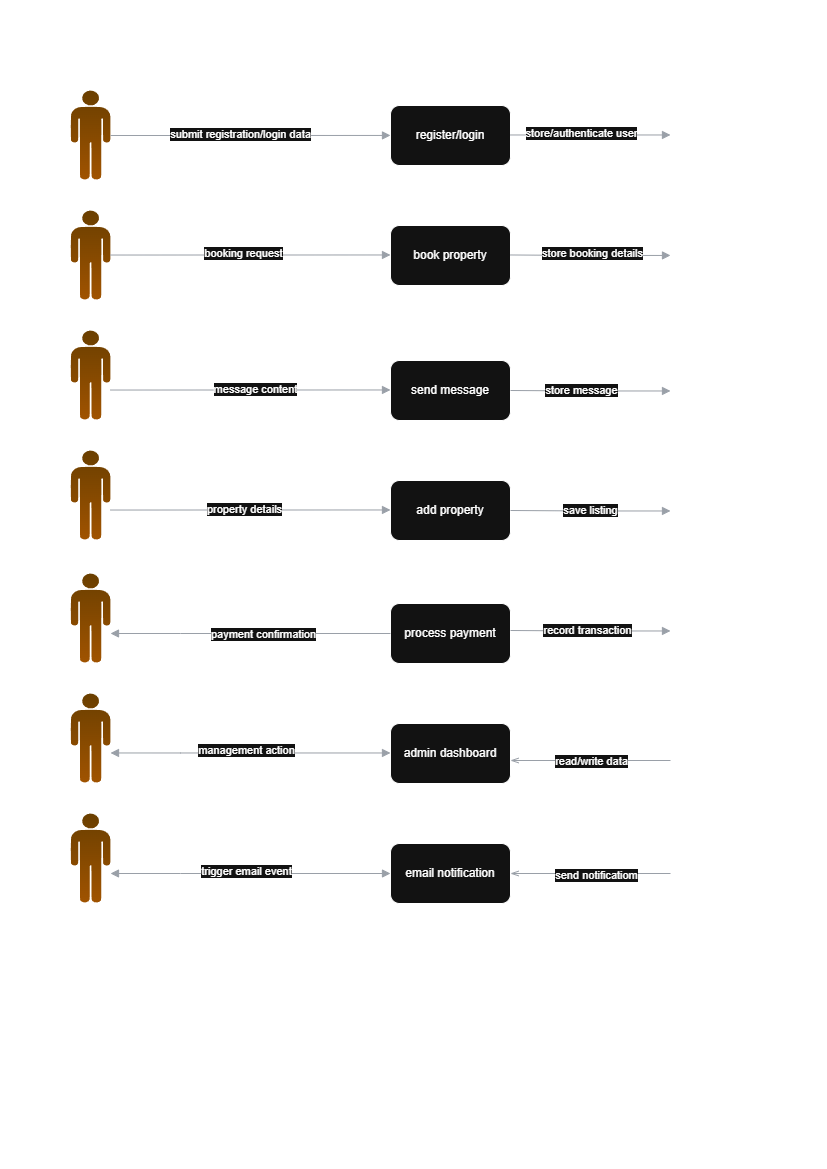 submit registration/login data
register/login
store/authenticate user
booking request
book property
store booking details
message content
send message
store message
property details
add property
save listing
payment confirmation
process payment
record transaction
management action
admin dashboard
read/write data
trigger email event
email notification
send notificatiom